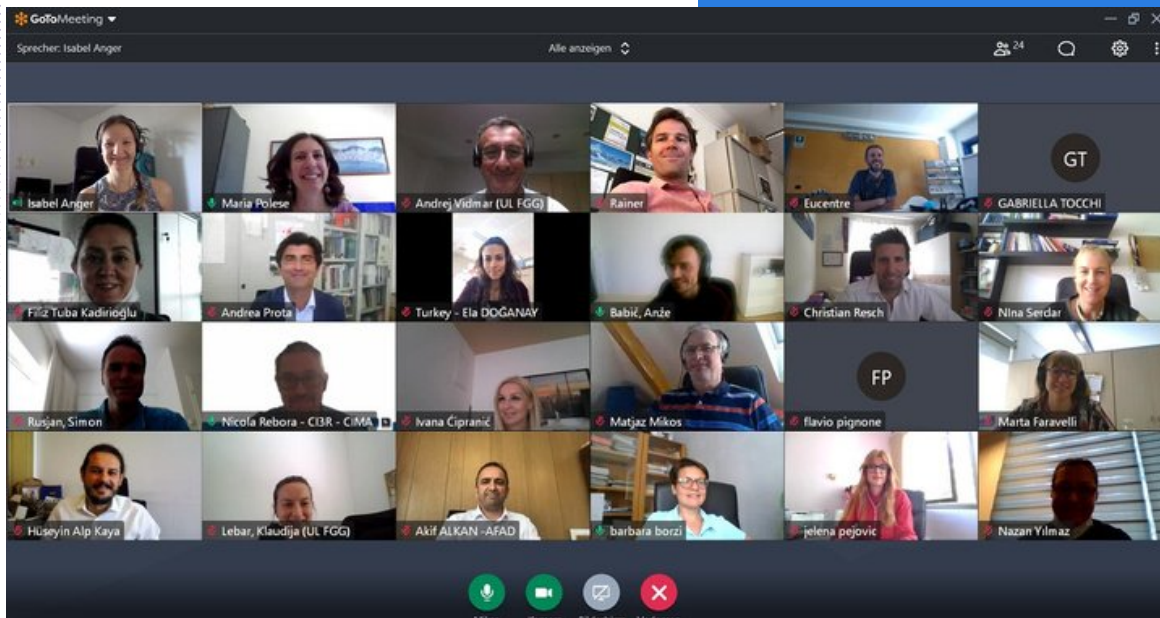 GoToMeeting
Sprecher: Isabel Anger
Alle anzeigen
24
Isabel Anger
Maria Polese
Andrej Vidmar (UL FGG)
Rainer
Eucentre
GT
GABRIELLA TOCCHI
Filiz Tuba Kadirioğlu
Andrea Prota
Turkey - Ela DOĞANAY
Babič, Anže
Christian Resch
NIna Serdar
Rusjan, Simon
Nicola Rebora - CI3R - CIMA
Ivana Čipranić
Matjaz Mikos
FP
flavio pignone
Marta Faravelli
Hüseyin Alp Kaya
Lebar, Klaudija (UL FGG)
Akif ALKAN -AFAD
barbara borzi
jelena pejovic
Nazan Yılmaz